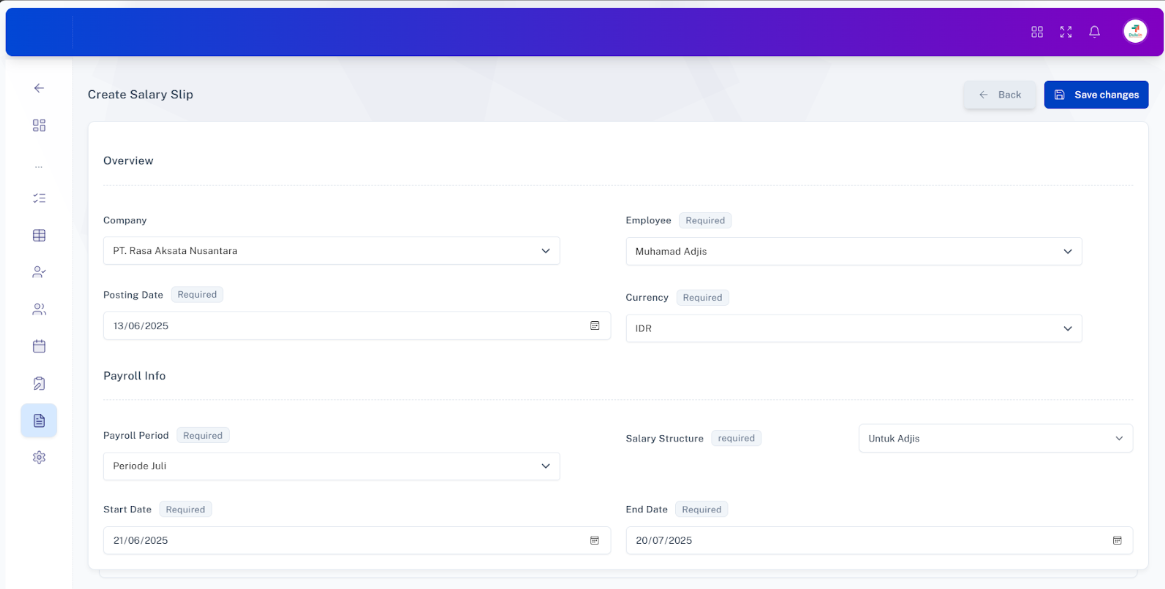 Create Salary Slip
Back
Save changes
Overview
Company
Employee Required
PT. Rasa Aksata Nusantara
Muhamad Adjis
Posting Date Required
Currency Required
13/06/2025
IDR
Payroll Info
Payroll Period Required
Salary Structure required
Untuk Adjis
Periode Juli
Start Date Required
End Date Required
21/06/2025
20/07/2025